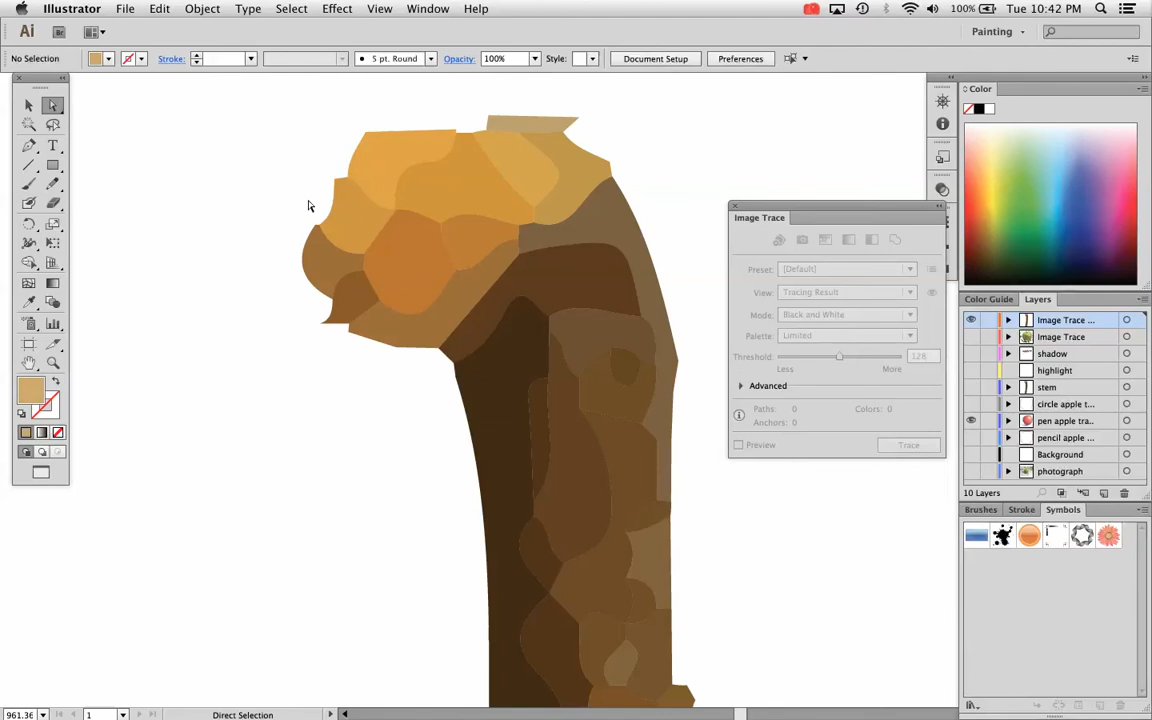 Illustrator File Edit Object Type Select Effect View Window Help 100% Tue 10:42 PM
Ai Br Painting
No Selection Stroke: 5 pt. Round Opacity: 100% Style: Document Setup Preferences
Color
Image Trace
Preset: [Default]
View: Tracing Result
Mode: Black and White
Palette: Limited
Threshold: 128
Less More
Advanced
Paths: 0 Colors: 0
Anchors: 0
Preview Trace
Color Guide Layers
Image Trace ...
Image Trace
shadow
highlight
stem
circle apple t...
pen apple tra...
pencil apple ...
Background
photograph
10 Layers
Brushes Stroke Symbols
961.36 1 Direct Selection